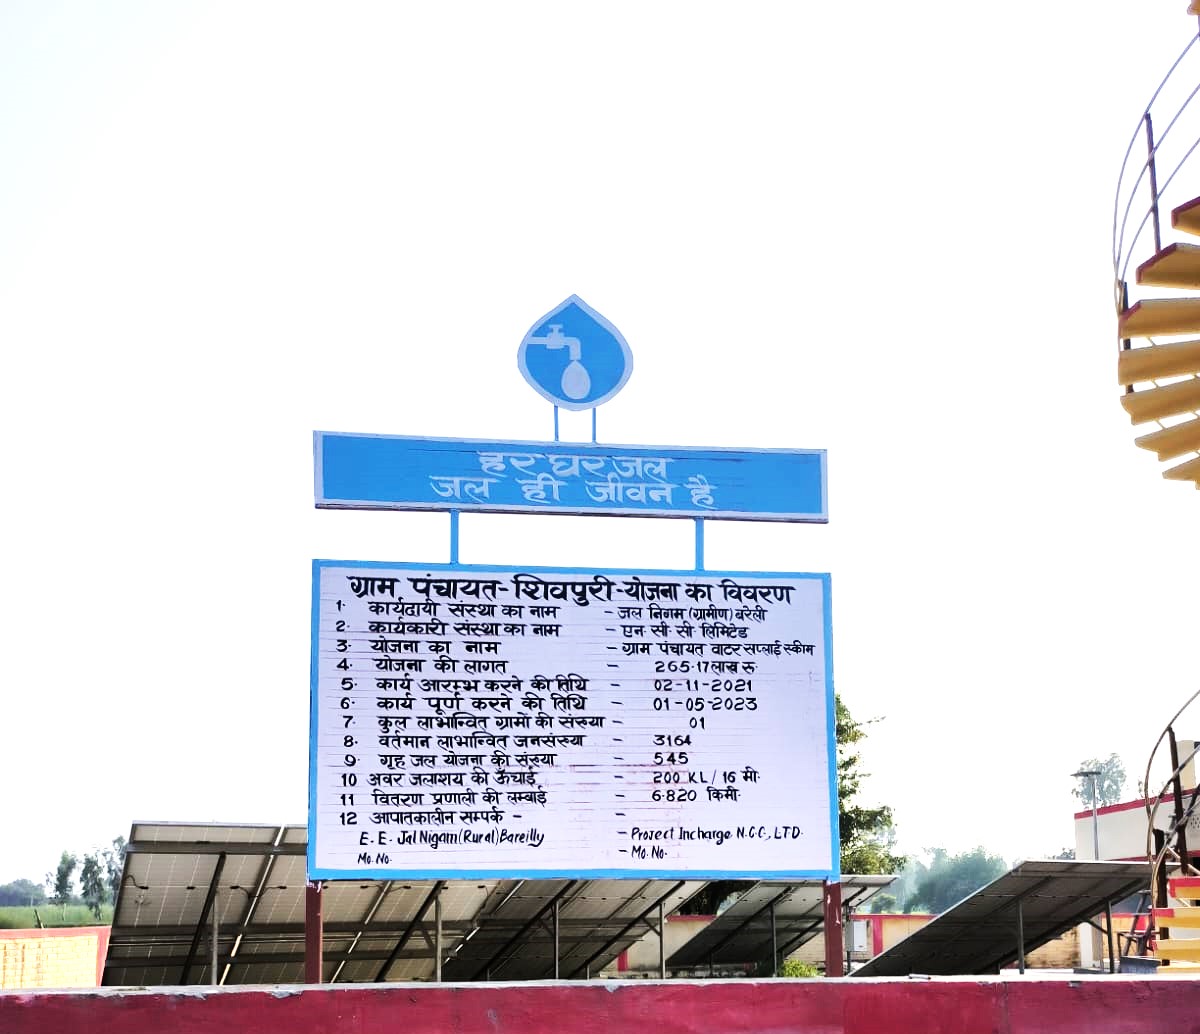 हर घर जल
जल ही जीवन है
ग्राम पंचायत-शिवपुरी-योजना का विवरण
1. कार्यदायी संस्था का नाम - जल निगम (ग्रामीण) बरेली
2. कार्यकारी संस्था का नाम - एन. सी. सी. लिमिटेड
3. योजना का नाम - ग्राम पंचायत वाटर सप्लाई स्कीम
4. योजना की लागत - 265.17 लाख रू.
5. कार्य आरम्भ करने की तिथि - 02-11-2021
6. कार्य पूर्ण करने की तिथि - 01-05-2023
7. कुल लाभान्वित ग्रामों की संख्या - 01
8. वर्तमान लाभान्वित जनसंख्या - 3164
9. गृह जल योजना की संख्या - 545
10 अवर जलाशय की ऊँचाई - 200 KL / 16 मी.
11 वितरण प्रणाली की लम्बाई - 6.820 किमी.
12 आपातकालीन सम्पर्क - -
E. E. Jal Nigam (Rural) Bareilly - Project Incharge N.C.C., LTD.
Mo. No. - Mo. No.